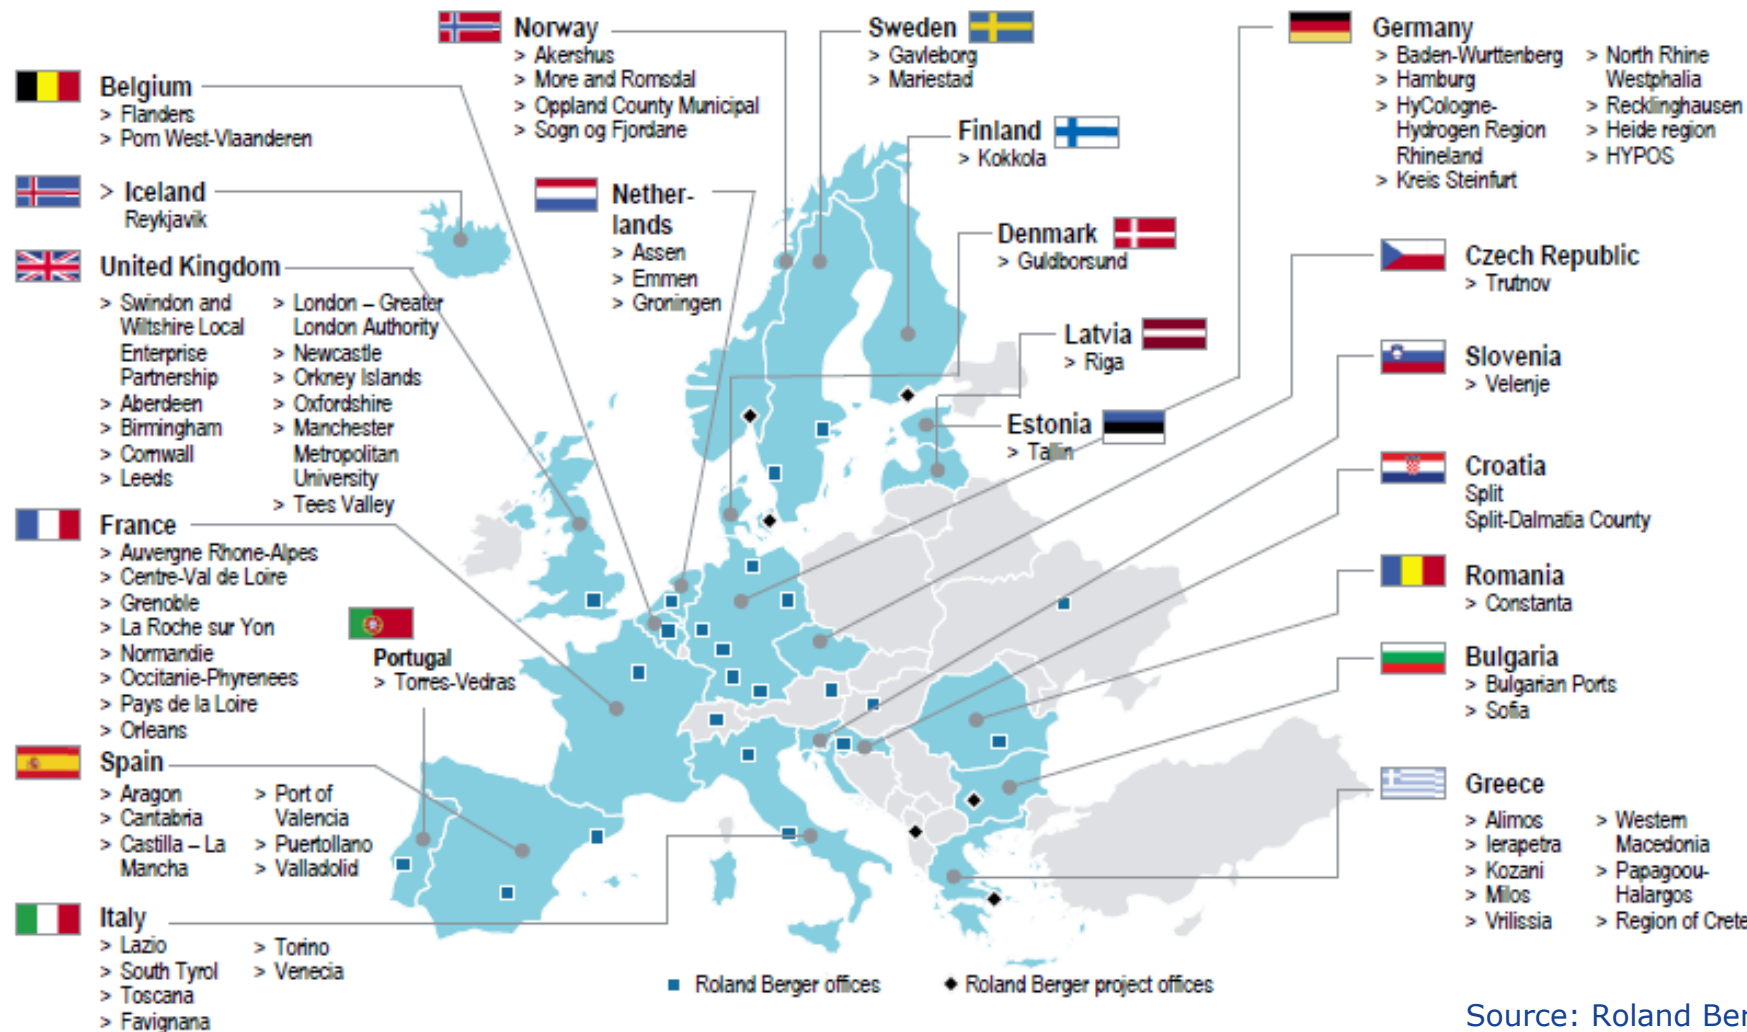 Norway
> Akershus
> More and Romsdal
> Oppland County Municipal
> Sogn og Fjordane
Sweden
> Gavleborg
> Mariestad
Germany
> Baden-Wurttenberg
> Hamburg
> HyCologne-
Hydrogen Region
Rhineland
> Kreis Steinfurt
> North Rhine
Westphalia
> Recklinghausen
> Heide region
> HYPOS
Belgium
> Flanders
> Pom West-Vlaanderen
Finland
> Kokkola
> Iceland
Reykjavik
Nether-
lands
> Assen
> Emmen
> Groningen
Denmark
> Guldborsund
Czech Republic
> Trutnov
United Kingdom
> Swindon and
Wiltshire Local
Enterprise
Partnership
> Aberdeen
> Birmingham
> Cornwall
> Leeds
> London – Greater
London Authority
> Newcastle
> Orkney Islands
> Oxfordshire
> Manchester
Metropolitan
University
> Tees Valley
Latvia
> Riga
Slovenia
> Velenje
Estonia
> Tallin
Croatia
Split
Split-Dalmatia County
France
> Auvergne Rhone-Alpes
> Centre-Val de Loire
> Grenoble
> La Roche sur Yon
> Normandie
> Occitanie-Phyrenees
> Pays de la Loire
> Orleans
Portugal
> Torres-Vedras
Romania
> Constanta
Bulgaria
> Bulgarian Ports
> Sofia
Spain
> Aragon
> Cantabria
> Castilla – La
Mancha
> Port of
Valencia
> Puertollano
> Valladolid
Greece
> Alimos
> Ierapetra
> Kozani
> Milos
> Vrilissia
> Western
Macedonia
> Papagoou-
Halargos
> Region of Crete
Italy
> Lazio
> South Tyrol
> Toscana
> Favignana
> Torino
> Venecia
Roland Berger offices
Roland Berger project offices
Source: Roland Ber